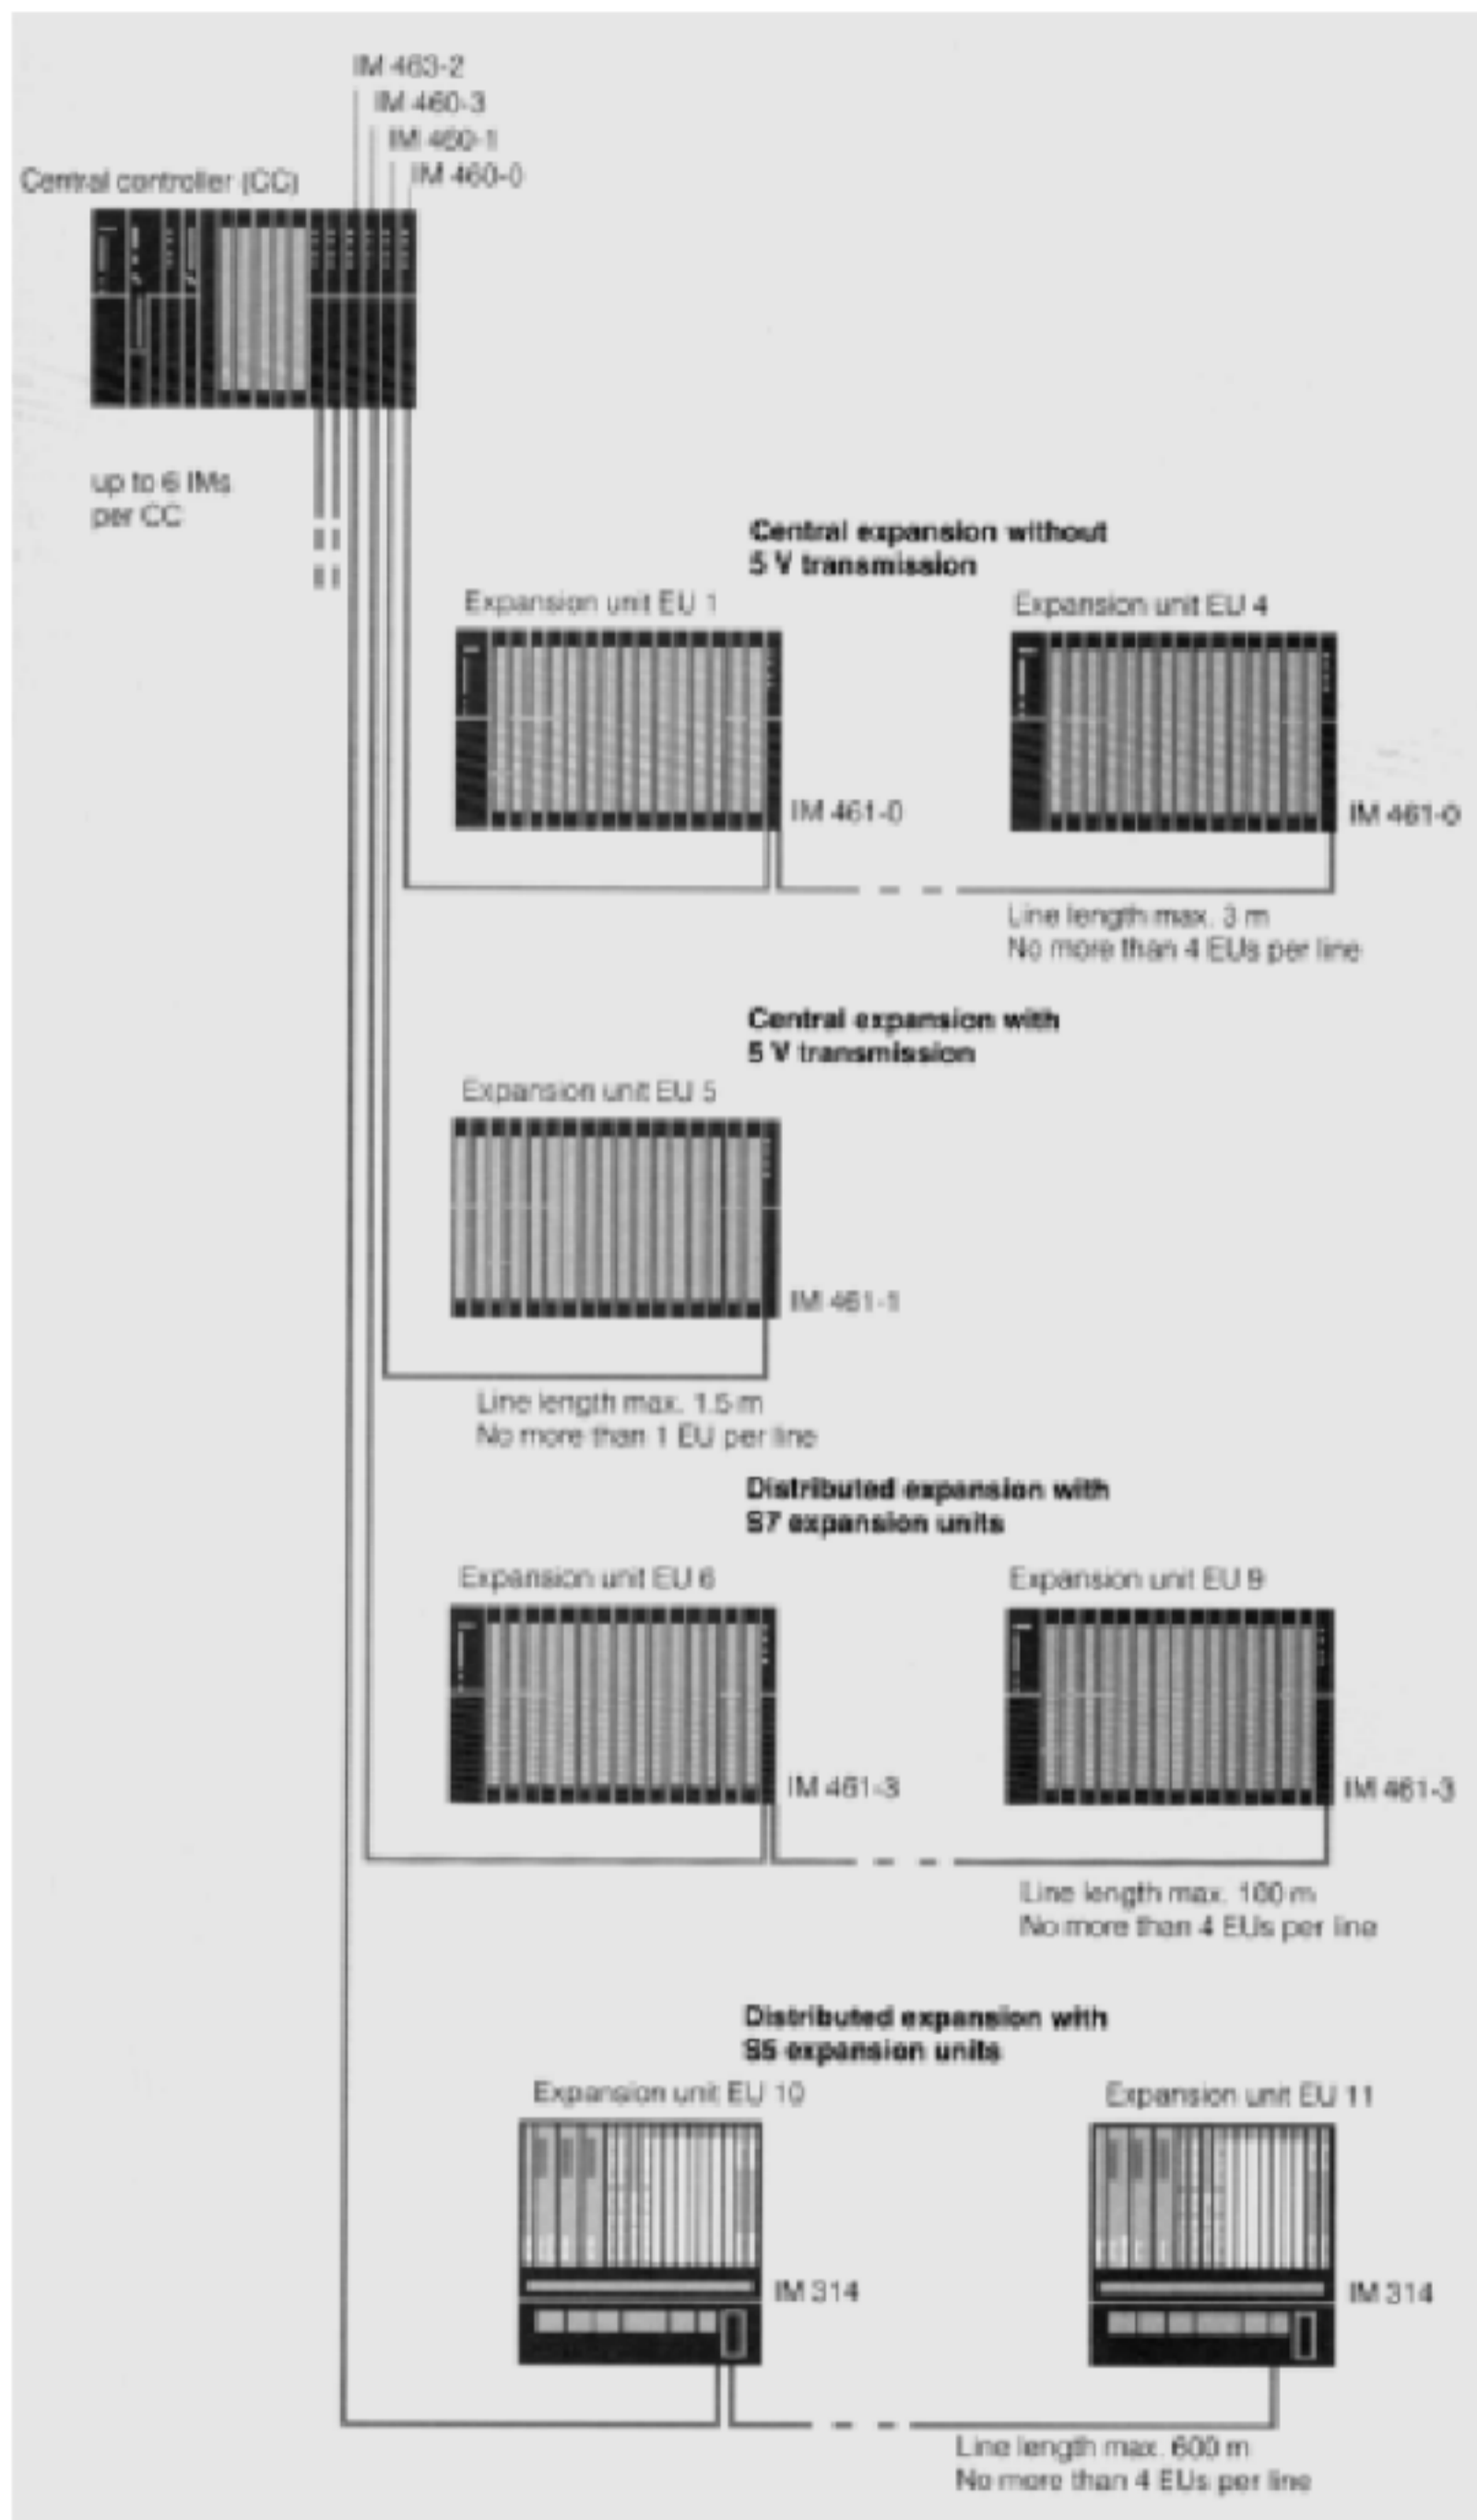 IM 463-2
IM 460-3
IM 460-1
IM 460-0
Central controller (CC)
up to 6 IMs
per CC
Central expansion without
5 V transmission
Expansion unit EU 1
Expansion unit EU 4
IM 461-0
IM 461-0
Line length max. 3 m
No more than 4 EUs per line
Central expansion with
5 V transmission
Expansion unit EU 5
IM 461-1
Line length max. 1.5 m
No more than 1 EU per line
Distributed expansion with
S7 expansion units
Expansion unit EU 6
Expansion unit EU 9
IM 461-3
IM 461-3
Line length max. 100 m
No more than 4 EUs per line
Distributed expansion with
S5 expansion units
Expansion unit EU 10
Expansion unit EU 11
IM 314
IM 314
Line length max. 600 m
No more than 4 EUs per line